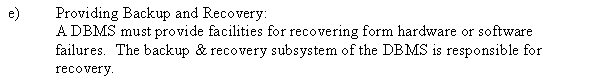 e) Providing Backup and Recovery:
A DBMS must provide facilities for recovering form hardware or software
failures. The backup & recovery subsystem of the DBMS is responsible for
recovery.